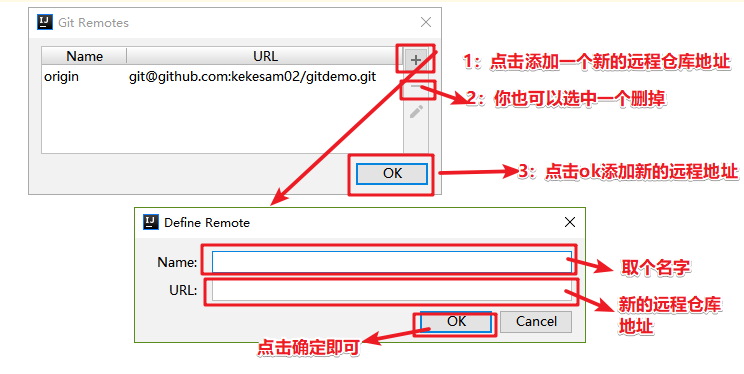 Git Remotes
Name URL
origin git@github.com:kekesam02/gitdemo.git
1：点击添加一个新的远程仓库地址
2：你也可以选中一个删掉
OK
3：点击ok添加新的远程地址
Define Remote
Name:
取个名字
URL:
新的远程仓库
地址
OK Cancel
点击确定即可